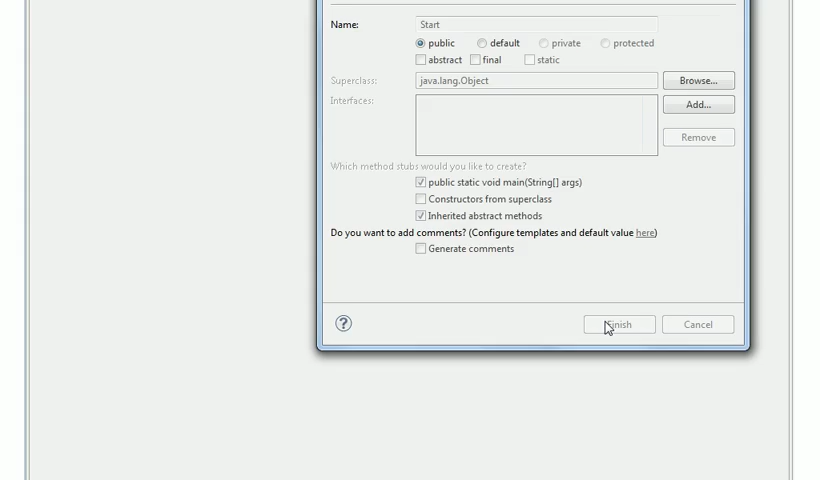 Name: Start
public default private protected
abstract final static
Superclass: java.lang.Object Browse...
Interfaces: Add...
Remove
Which method stubs would you like to create?
public static void main(String[] args)
Constructors from superclass
Inherited abstract methods
Do you want to add comments? (Configure templates and default value here)
Generate comments
? Finish Cancel